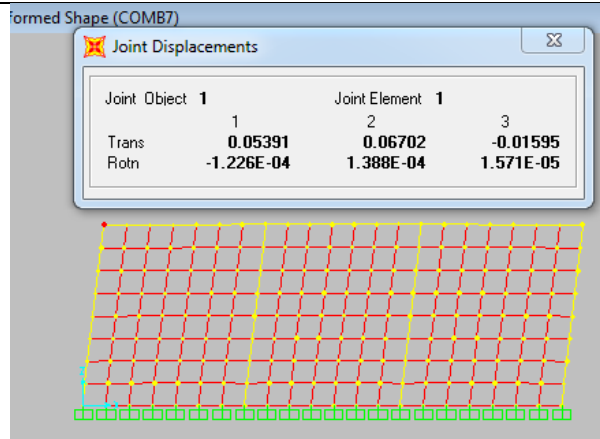 formed Shape (COMB7)
Joint Displacements
Joint Object 1 Joint Element 1
1 2 3
Trans 0.05391 0.06702 -0.01595
Rotn -1.226E-04 1.388E-04 1.571E-05